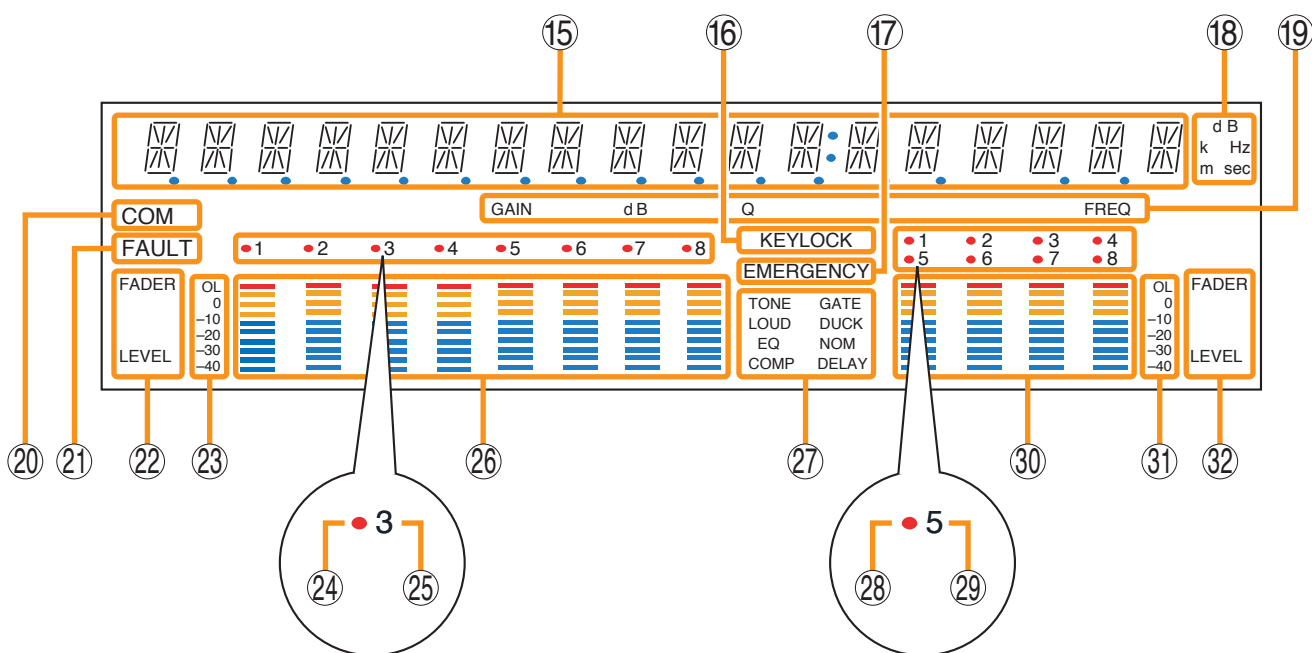 ⑮ ⑯ ⑰ ⑱ ⑲
d B
k Hz
m sec
GAIN d B Q FREQ
COM
FAULT
1 2 3 4 5 6 7 8
KEYLOCK
EMERGENCY
1 2 3 4
5 6 7 8
FADER
LEVEL
OL
0
–10
–20
–30
–40
TONE GATE
LOUD DUCK
EQ NOM
COMP DELAY
OL
0
–10
–20
–30
–40
FADER
LEVEL
⑳ ㉑ ㉒ ㉓ ㉖ ㉗ ㉚ ㉛ ㉜
3
㉔ ㉕
5
㉘ ㉙